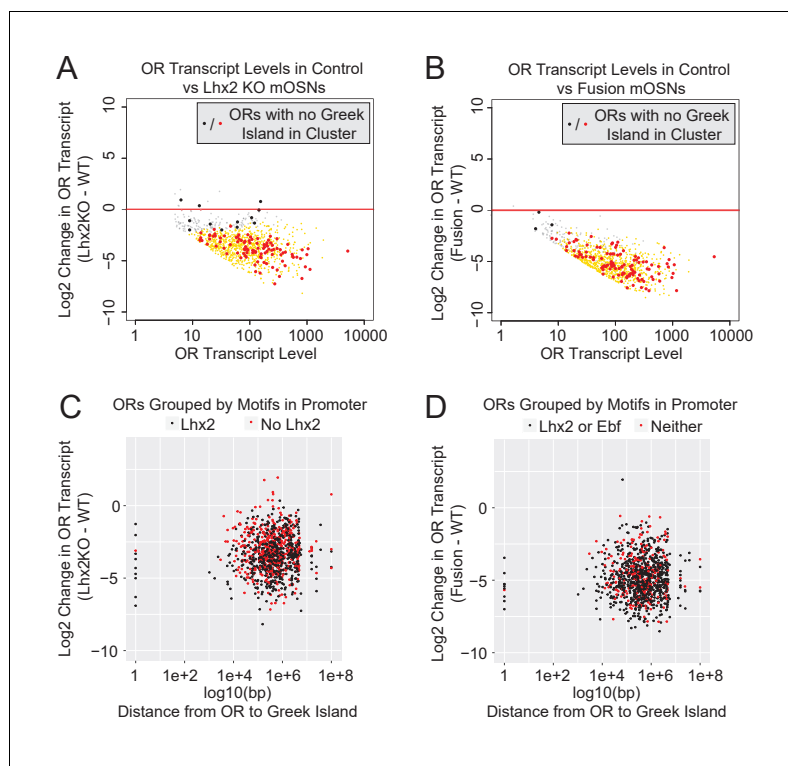 A
OR Transcript Levels in Control
vs Lhx2 KO mOSNs
ORs with no Greek
Island in Cluster
/
10
5
0
−5
−10
Log2 Change in OR Transcript
(Lhx2KO - WT)
1
10
100
1000
10000
OR Transcript Level
B
OR Transcript Levels in Control
vs Fusion mOSNs
ORs with no Greek
Island in Cluster
/
10
5
0
−5
−10
Log2 Change in OR Transcript
(Fusion - WT)
1
10
100
1000
10000
OR Transcript Level
C
ORs Grouped by Motifs in Promoter
Lhx2
No Lhx2
0
−5
−10
Log2 Change in OR Transcript
(Lhx2KO - WT)
1
1e+2
1e+4
1e+6
1e+8
log10(bp)
Distance from OR to Greek Island
D
ORs Grouped by Motifs in Promoter
Lhx2 or Ebf
Neither
0
−5
−10
Log2 Change in OR Transcript
(Fusion - WT)
1
1e+2
1e+4
1e+6
1e+8
log10(bp)
Distance from OR to Greek Island